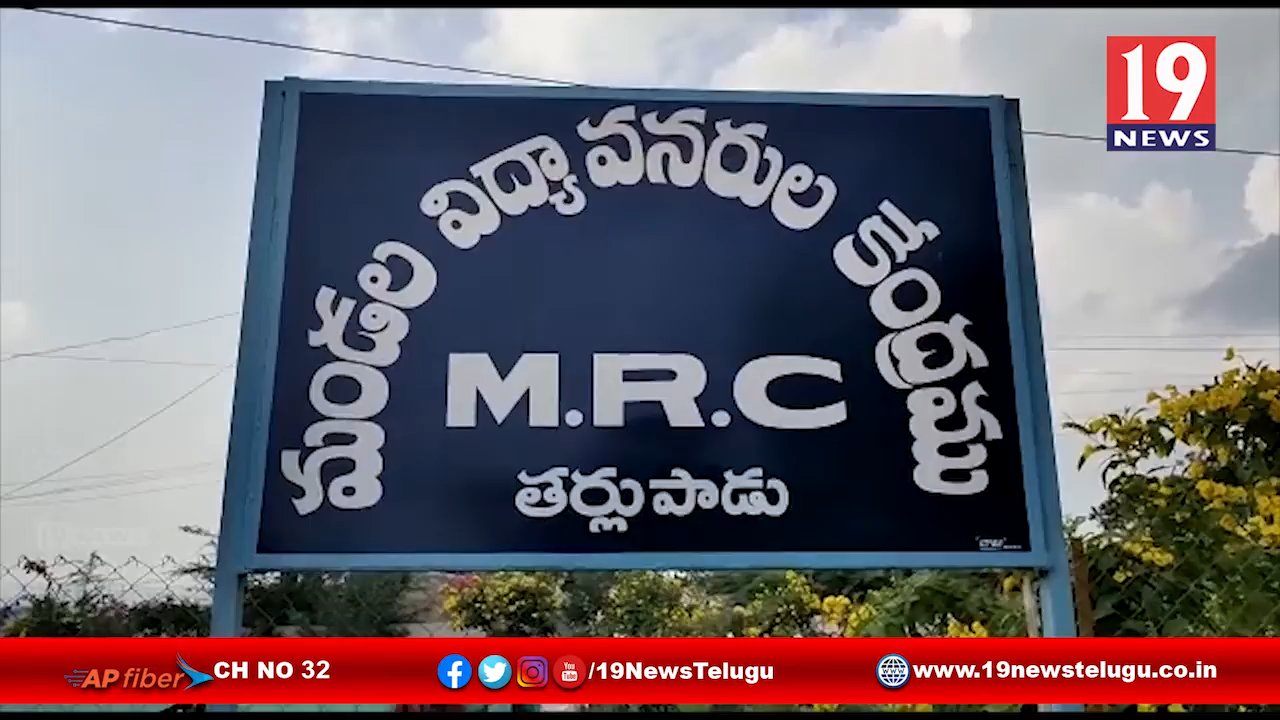 19
NEWS
మండల విద్యావనరుల కేంద్రము
M.R.C
తర్లుపాడు
AP fiber CH NO 32
/19NewsTelugu
www.19newstelugu.co.in